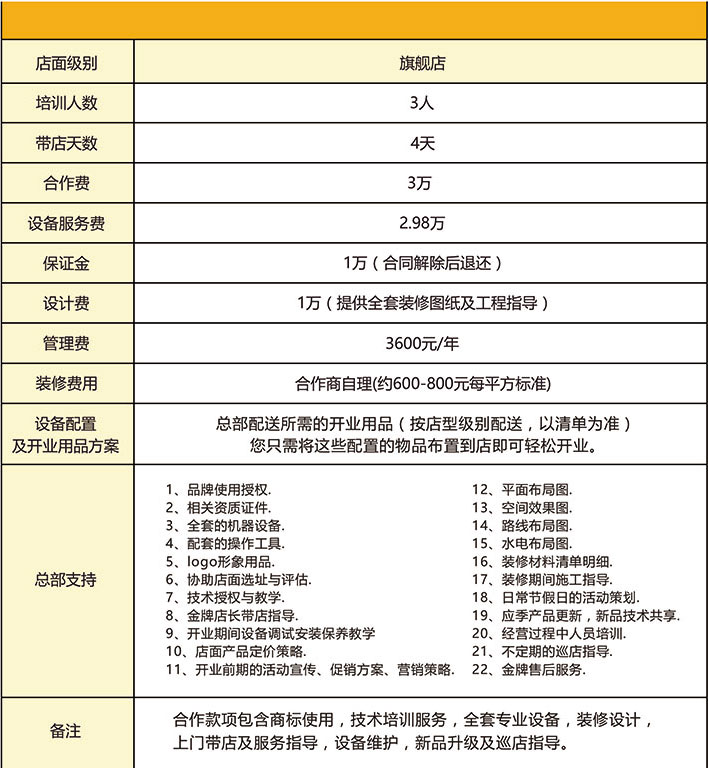 店面级别 旗舰店
培训人数 3人
带店天数 4天
合作费 3万
设备服务费 2.98万
保证金 1万（合同解除后退还）
设计费 1万（提供全套装修图纸及工程指导）
管理费 3600元/年
装修费用 合作商自理(约600-800元每平方标准)
设备配置
及开业用品方案
总部配送所需的开业用品（按店型级别配送，以清单为准）
您只需将这些配置的物品布置到店即可轻松开业。
总部支持
1、品牌使用授权.
2、相关资质证件.
3、全套的机器设备.
4、配套的操作工具.
5、logo形象用品.
6、协助店面选址与评估.
7、技术授权与教学.
8、金牌店长带店指导.
9、开业期间设备调试安装保养教学
10、店面产品定价策略.
11、开业前期的活动宣传、促销方案、营销策略.
12、平面布局图.
13、空间效果图.
14、路线布局图.
15、水电布局图.
16、装修材料清单明细.
17、装修期间施工指导.
18、日常节假日的活动策划.
19、应季产品更新，新品技术共享.
20、经营过程中人员培训.
21、不定期的巡店指导.
22、金牌售后服务.
备注
合作款项包含商标使用，技术培训服务，全套专业设备，装修设计，
上门带店及服务指导，设备维护，新品升级及巡店指导。